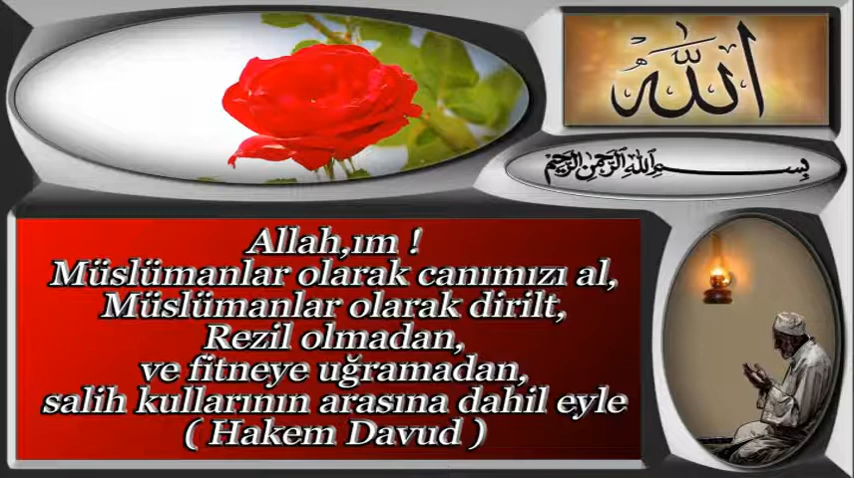 الله
بسم الله الرحمن الرحيم
Allah,ım !
Müslümanlar olarak canımızı al,
Müslümanlar olarak dirilt,
Rezil olmadan,
ve fitneye uğramadan,
salih kullarının arasına dahil eyle
( Hakem Davud )